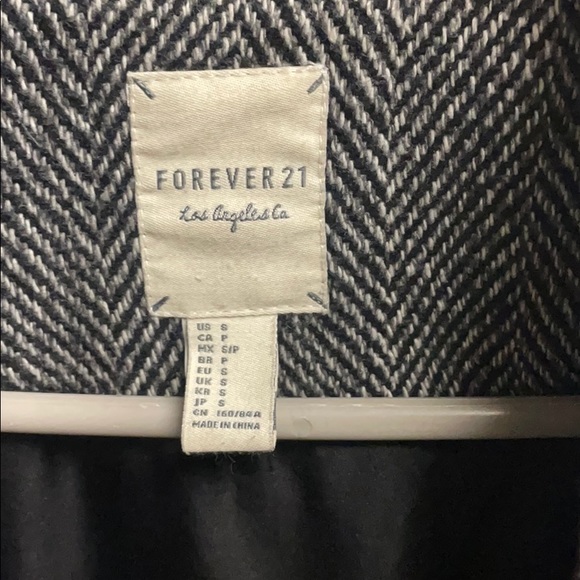 FOREVER 21
Los Angeles Ca
US S
CA P
MX S/P
BR P
EU S
UK S
KR S
JP S
CN 160/84A
MADE IN CHINA